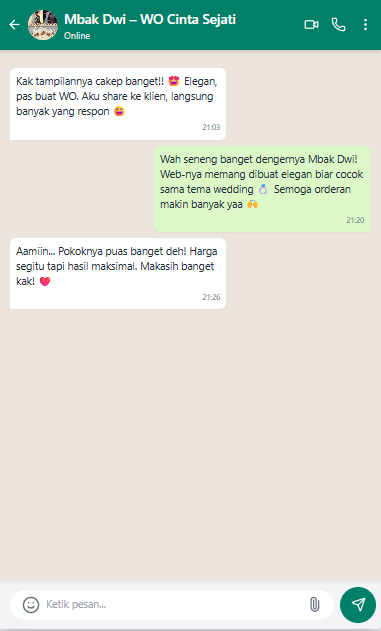 Mbak Dwi – WO Cinta Sejati
Online
Kak tampilannya cakep banget!! 😍 Elegan,
pas buat WO. Aku share ke klien, langsung
banyak yang respon 🤩
21:03
Wah seneng banget dengernya Mbak Dwi!
Web-nya memang dibuat elegan biar cocok
sama tema wedding 💍 Semoga orderan
makin banyak yaa 🙌
21:20
Aamiin... Pokoknya puas banget deh! Harga
segitu tapi hasil maksimal. Makasih banget
kak! ❤️
21:26
Ketik pesan...